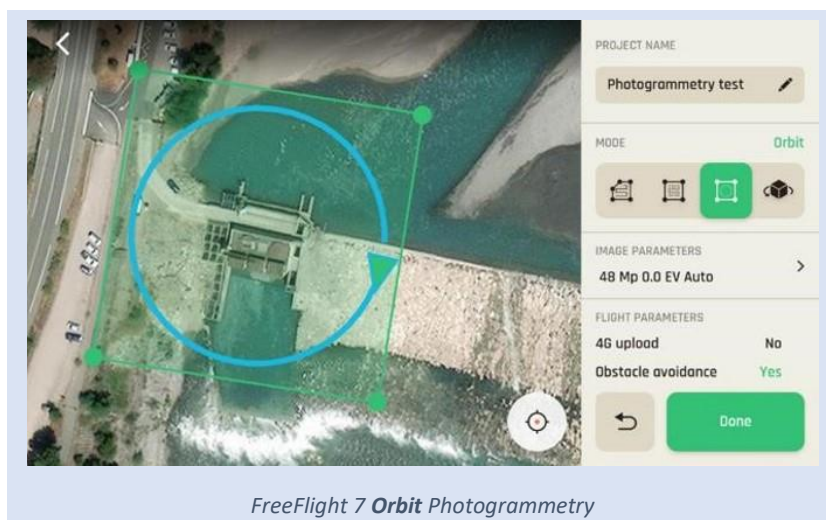 PROJECT NAME
Photogrammetry test
MODE Orbit
IMAGE PARAMETERS
48 Mp 0.0 EV Auto
FLIGHT PARAMETERS
4G upload No
Obstacle avoidance Yes
Done
FreeFlight 7 Orbit Photogrammetry